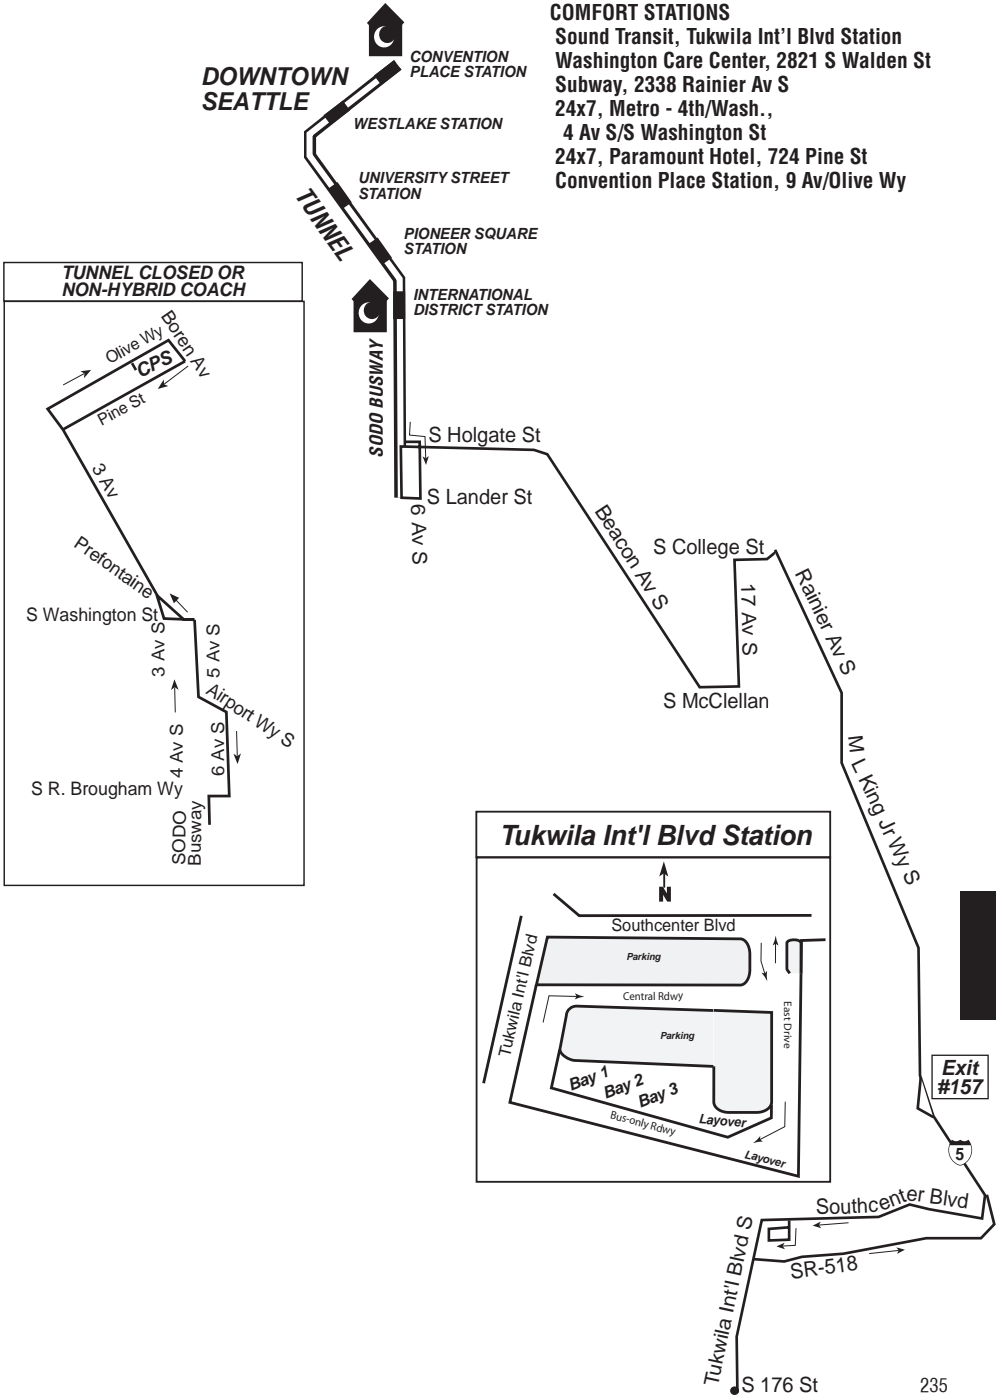 COMFORT STATIONS
Sound Transit, Tukwila Int'l Blvd Station
Washington Care Center, 2821 S Walden St
Subway, 2338 Rainier Av S
24x7, Metro - 4th/Wash.,
4 Av S/S Washington St
24x7, Paramount Hotel, 724 Pine St
Convention Place Station, 9 Av/Olive Wy
DOWNTOWN
SEATTLE
CONVENTION
PLACE STATION
WESTLAKE STATION
UNIVERSITY STREET
STATION
TUNNEL
PIONEER SQUARE
STATION
INTERNATIONAL
DISTRICT STATION
SODO BUSWAY
TUNNEL CLOSED OR
NON-HYBRID COACH
Olive Wy
Boren Av
CPS
Pine St
3 Av
Prefontaine
S Washington St
3 Av S
5 Av S
Airport Wy S
4 Av S
6 Av S
S R. Brougham Wy
SODO
Busway
S Holgate St
S Lander St
6 Av S
Beacon Av S
S College St
17 Av S
S McClellan
Rainier Av S
M L King Jr Wy S
Tukwila Int'l Blvd Station
N
Southcenter Blvd
Tukwila Int'l Blvd
Parking
Central Rdwy
East Drive
Parking
Bay 1
Bay 2
Bay 3
Layover
Bus-only Rdwy
Layover
Exit
#157
5
Southcenter Blvd
SR-518
Tukwila Int'l Blvd S
S 176 St
235